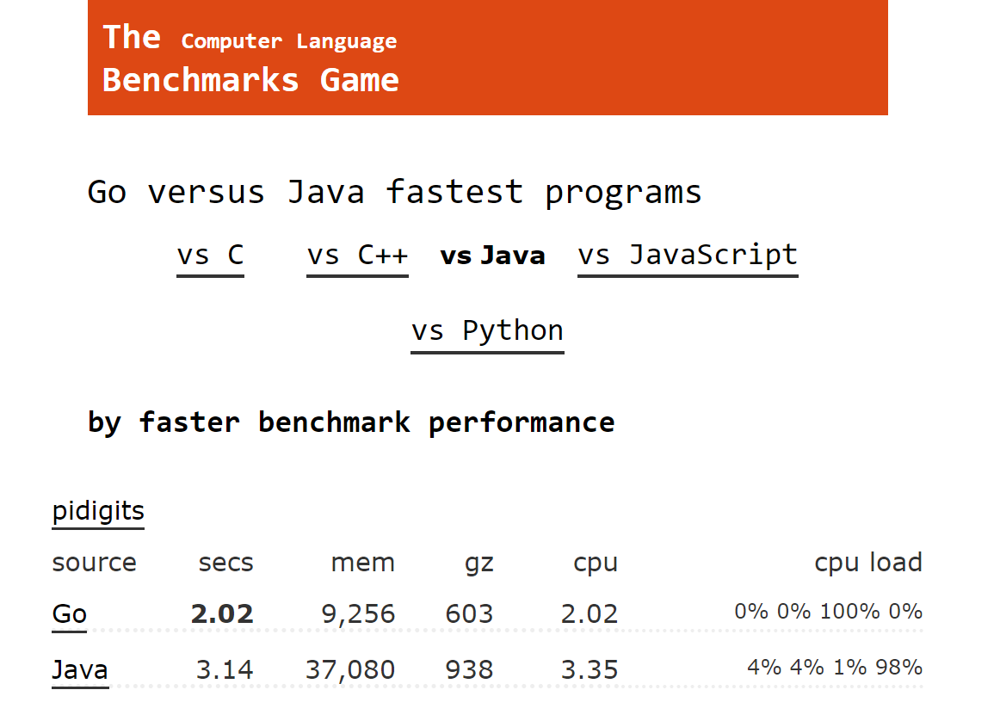 The Computer Language
Benchmarks Game
Go versus Java fastest programs
vs C vs C++ vs Java vs JavaScript
vs Python
by faster benchmark performance
pidigits
source secs mem gz cpu cpu load
Go 2.02 9,256 603 2.02 0% 0% 100% 0%
Java 3.14 37,080 938 3.35 4% 4% 1% 98%